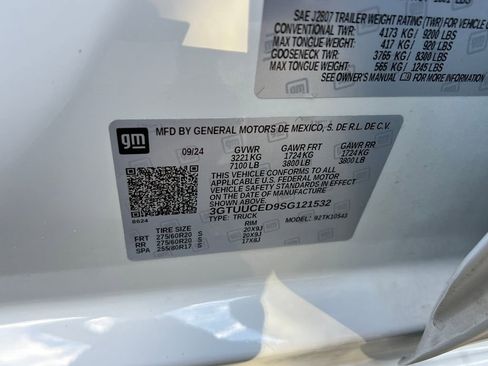 SAE J2807 TRAILER WEIGHT RATING (TWR) FOR VEHICLE
CONVENTIONAL TWR: 4173 KG / 9200 LBS
MAX TONGUE WEIGHT: 417 KG / 920 LBS
GOOSENECK TWR: 3765 KG / 8300 LBS
MAX TONGUE WEIGHT: 565 KG / 1245 LBS
SEE OWNER'S MANUAL FOR MORE INFORMATION
gm MFD BY GENERAL MOTORS DE MEXICO, S. DE R.L. DE C.V.
09/24 GVWR GAWR FRT GAWR RR
3221 KG 1724 KG 1724 KG
7100 LB 3800 LB 3800 LB
THIS VEHICLE CONFORMS TO ALL APPLICABLE U.S. FEDERAL MOTOR
VEHICLE SAFETY STANDARDS IN EFFECT ON THE DATE OF
MANUFACTURE SHOWN ABOVE.
3GTUUCED9SG121532
TYPE: TRUCK MODEL: 92TK10543
8624
TIRE SIZE RIM
FRT 275/60R20 S 20X9J
RR 275/60R20 S 20X9J
SPA 255/80R17 S 17X8J